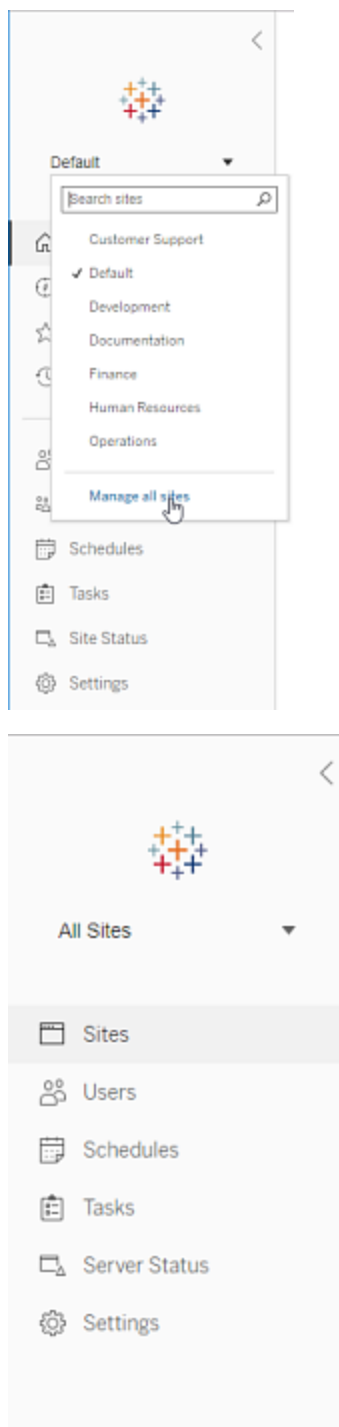 Default
Search sites
Customer Support
Default
Development
Documentation
Finance
Human Resources
Operations
Manage all sites
Schedules
Tasks
Site Status
Settings
All Sites
Sites
Users
Schedules
Tasks
Server Status
Settings